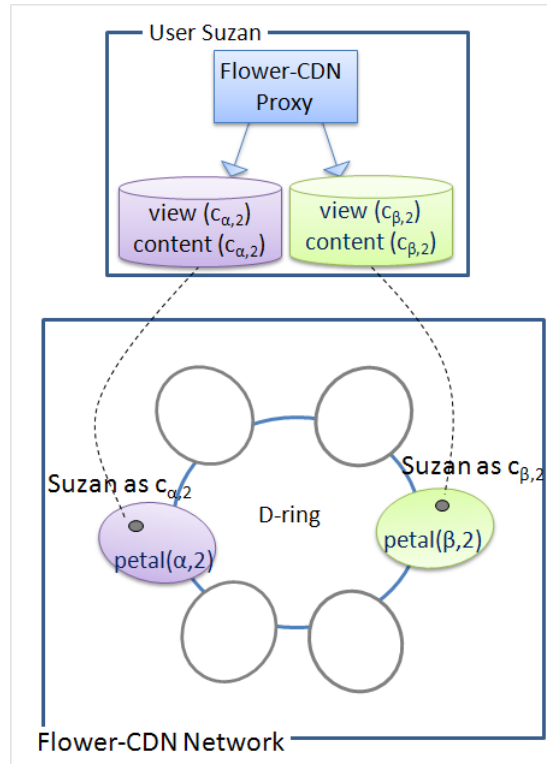 User Suzan
Flower-CDN
Proxy
view (cα,2)
content (cα,2)
view (cβ,2)
content (cβ,2)
Suzan as cα,2
Suzan as cβ,2
D-ring
petal(α,2)
petal(β,2)
Flower-CDN Network